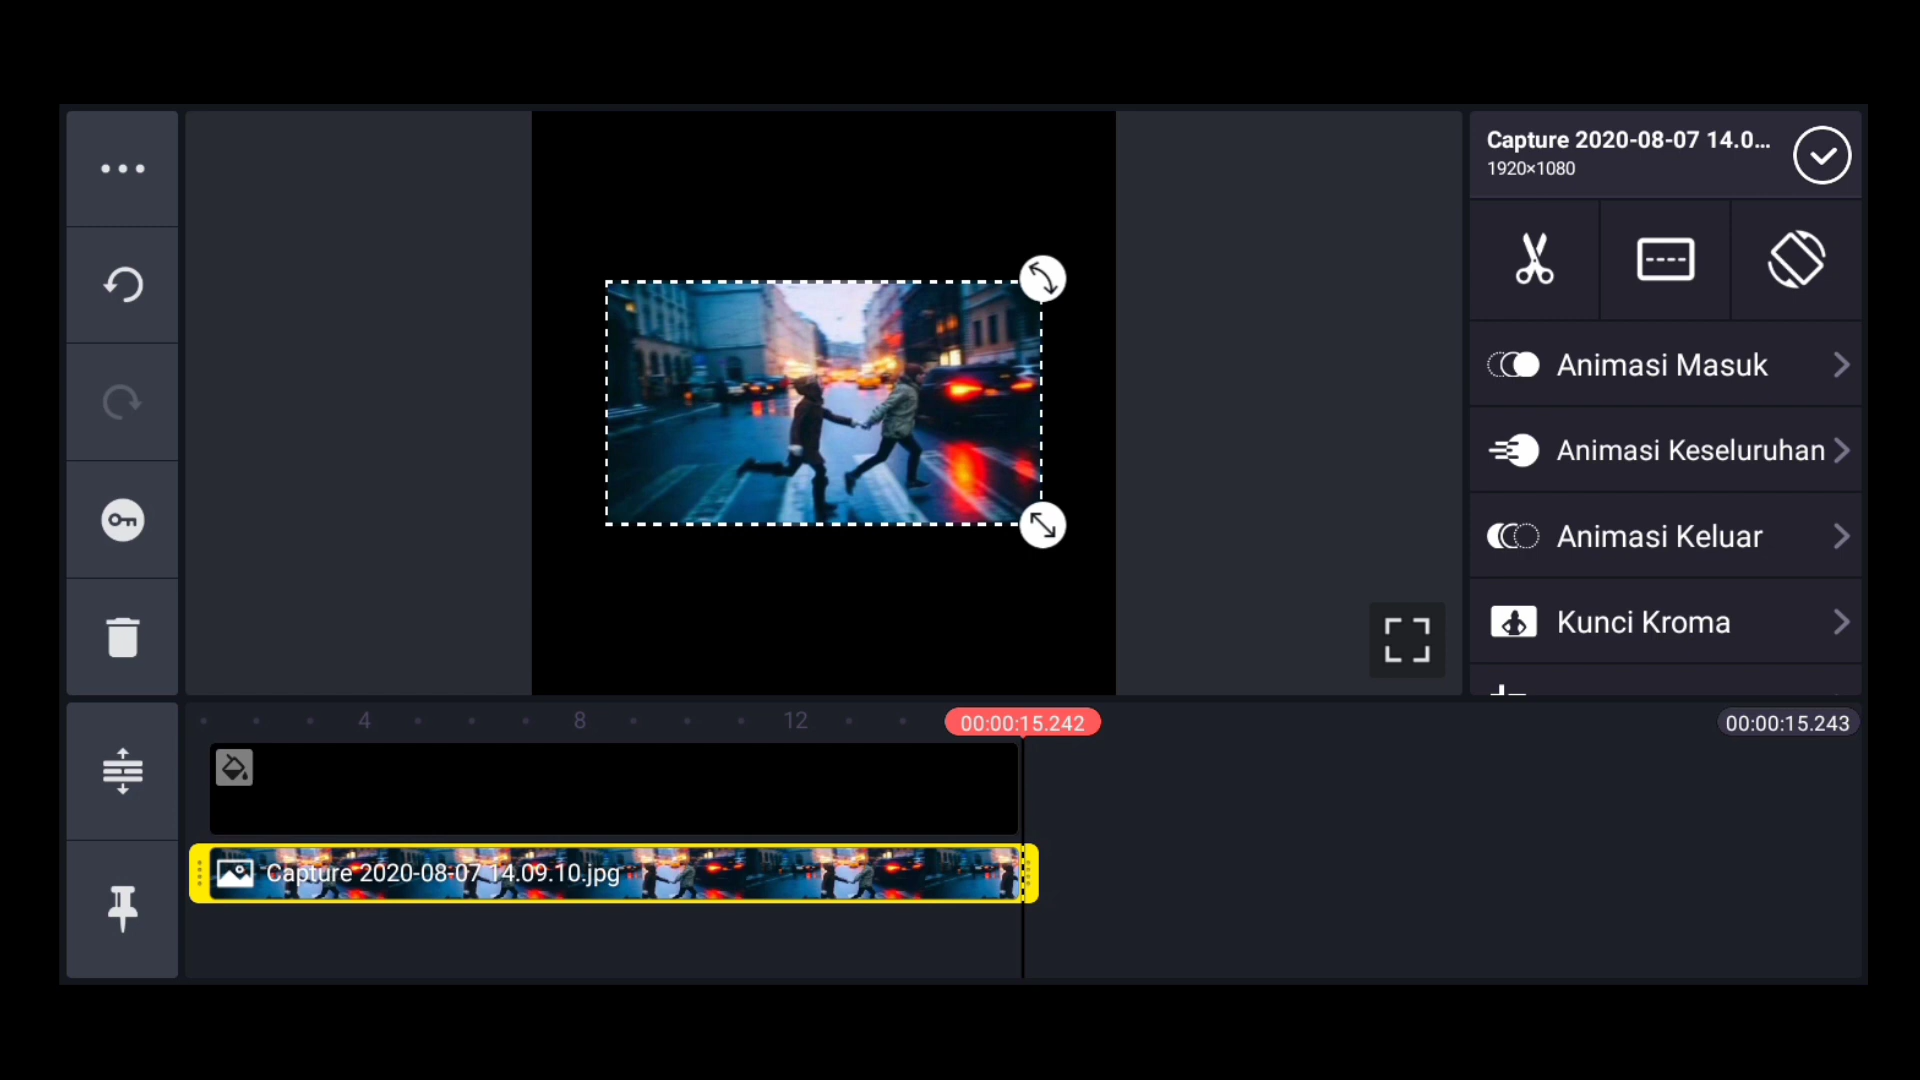 Capture 2020-08-07 14.0...
1920×1080
Animasi Masuk
Animasi Keseluruhan
Animasi Keluar
Kunci Kroma
4
8
12
00:00:15.242
00:00:15.243
Capture 2020-08-07 14.09.10.jpg